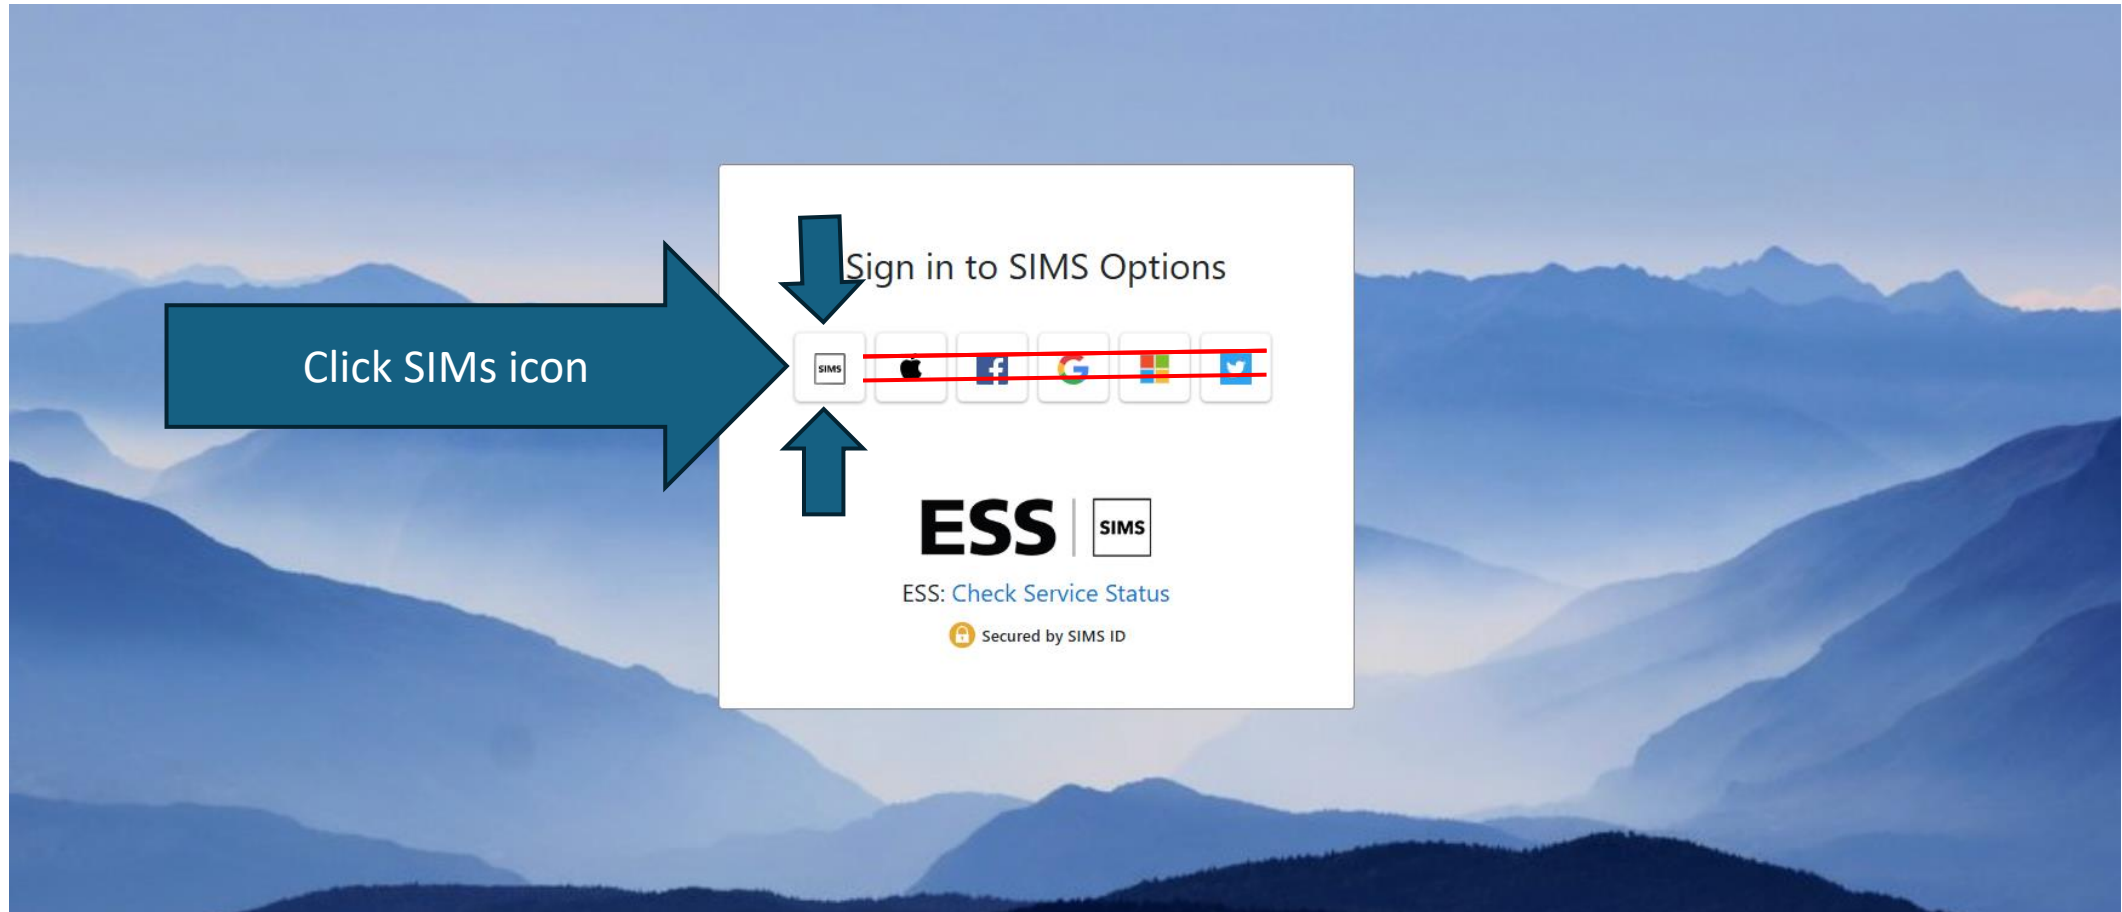 Sign in to SIMS Options
Click SIMs icon
SIMS
ESS SIMS
ESS: Check Service Status
Secured by SIMS ID